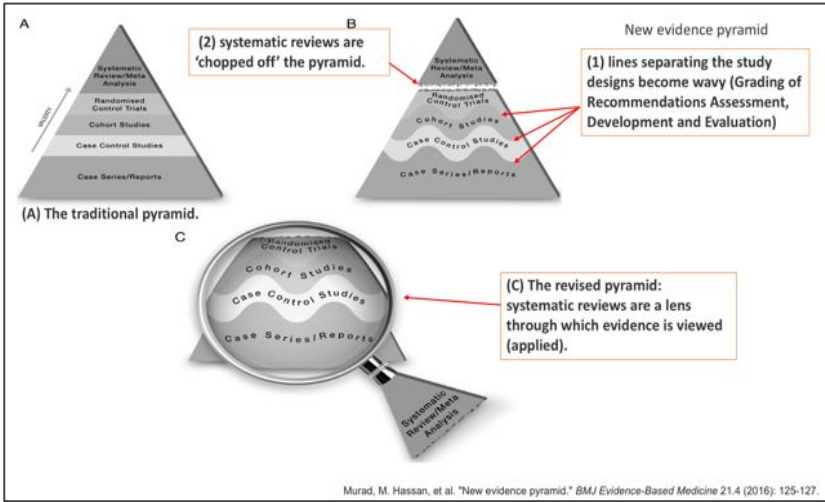 A
Systematic
Review/Meta
Analysis
Randomised
Control Trials
Cohort Studies
Case Control Studies
Case Series/Reports
VALIDITY
(A) The traditional pyramid.
(2) systematic reviews are
‘chopped off’ the pyramid.
B
Systematic
Review/Meta
Analysis
Randomised
Control Trials
Cohort Studies
Case Control Studies
Case Series/Reports
New evidence pyramid
(1) lines separating the study
designs become wavy (Grading of
Recommendations Assessment,
Development and Evaluation)
C
Randomised
Control Trials
Cohort Studies
Case Control Studies
Case Series/Reports
Systematic
Review/Meta
Analysis
(C) The revised pyramid:
systematic reviews are a lens
through which evidence is viewed
(applied).
Murad, M. Hassan, et al. "New evidence pyramid." BMJ Evidence-Based Medicine 21.4 (2016): 125-127.